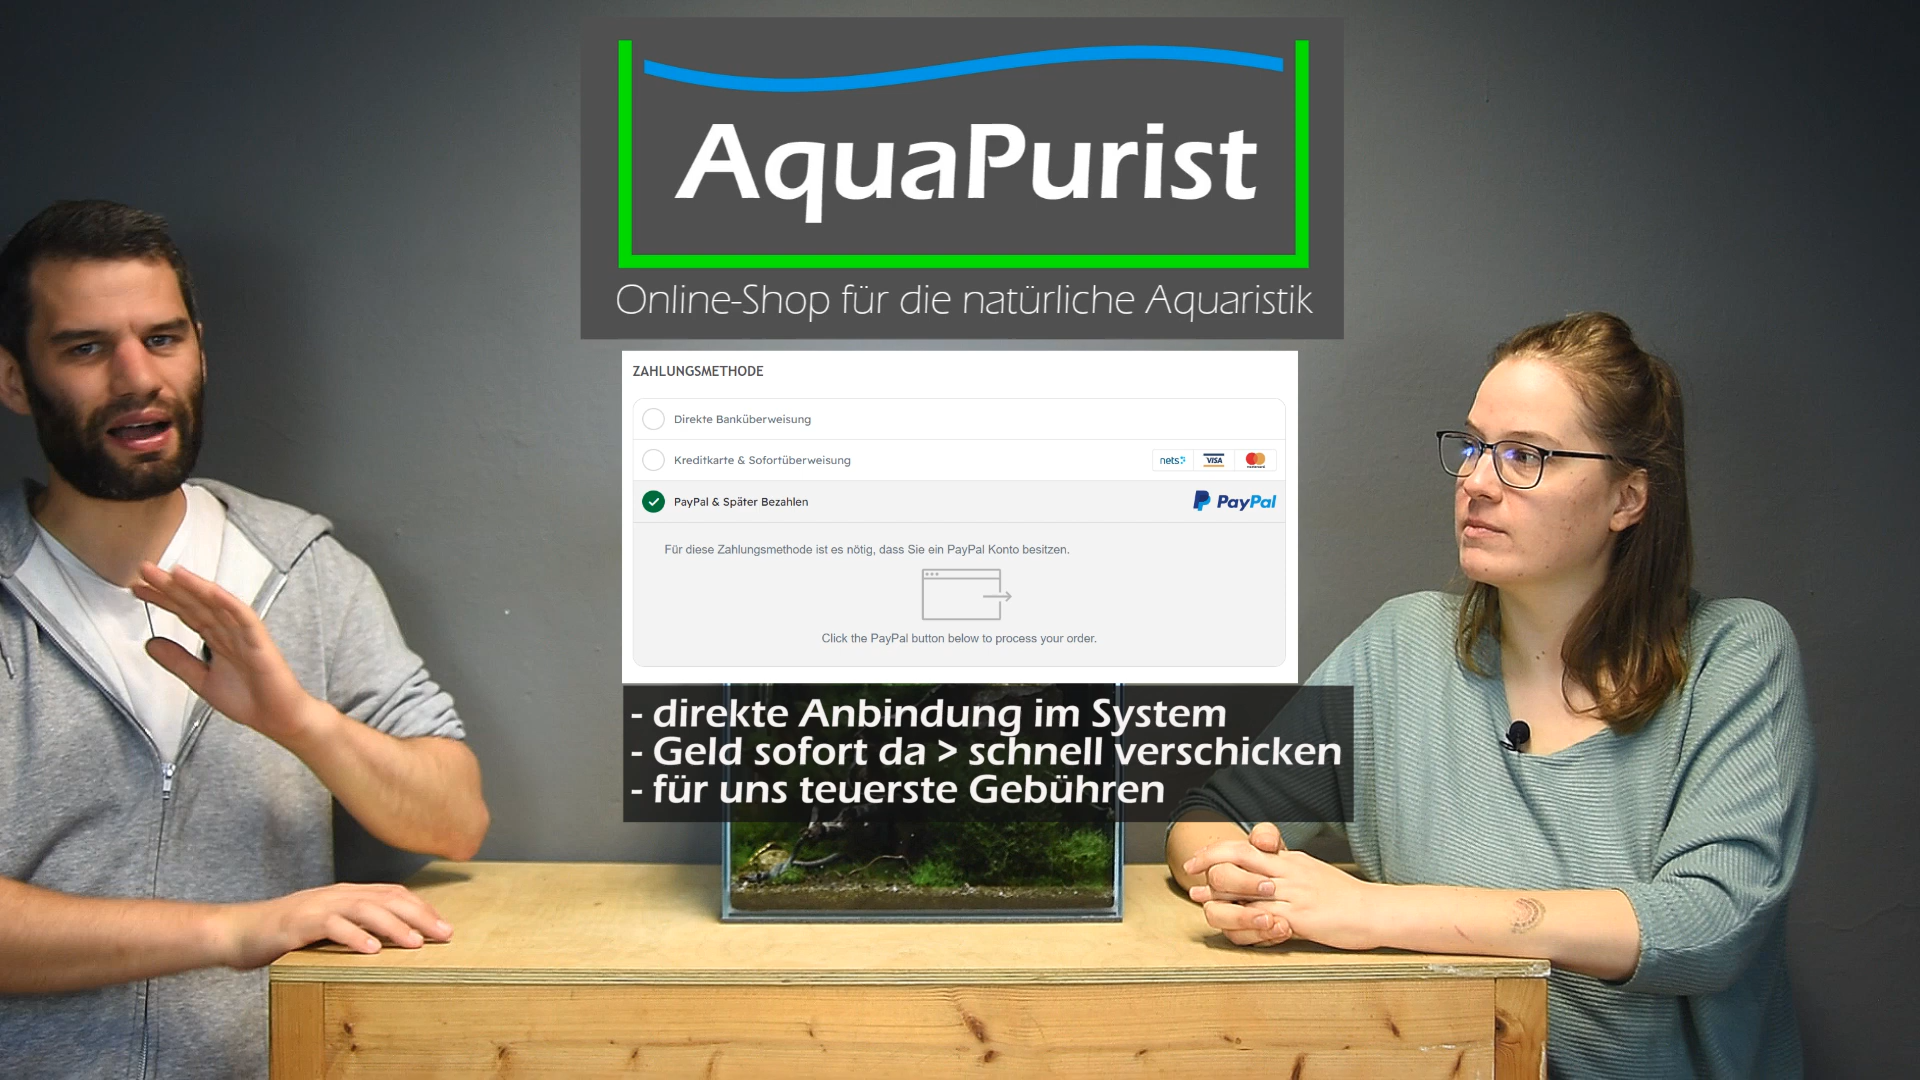 AquaPurist
Online-Shop für die natürliche Aquaristik
ZAHLUNGSMETHODE
Direkte Banküberweisung
Kreditkarte & Sofortüberweisung
nets VISA mastercard
PayPal & Später Bezahlen
PayPal
Für diese Zahlungsmethode ist es nötig, dass Sie ein PayPal Konto besitzen.
Click the PayPal button below to process your order.
- direkte Anbindung im System
- Geld sofort da > schnell verschicken
- für uns teuerste Gebühren